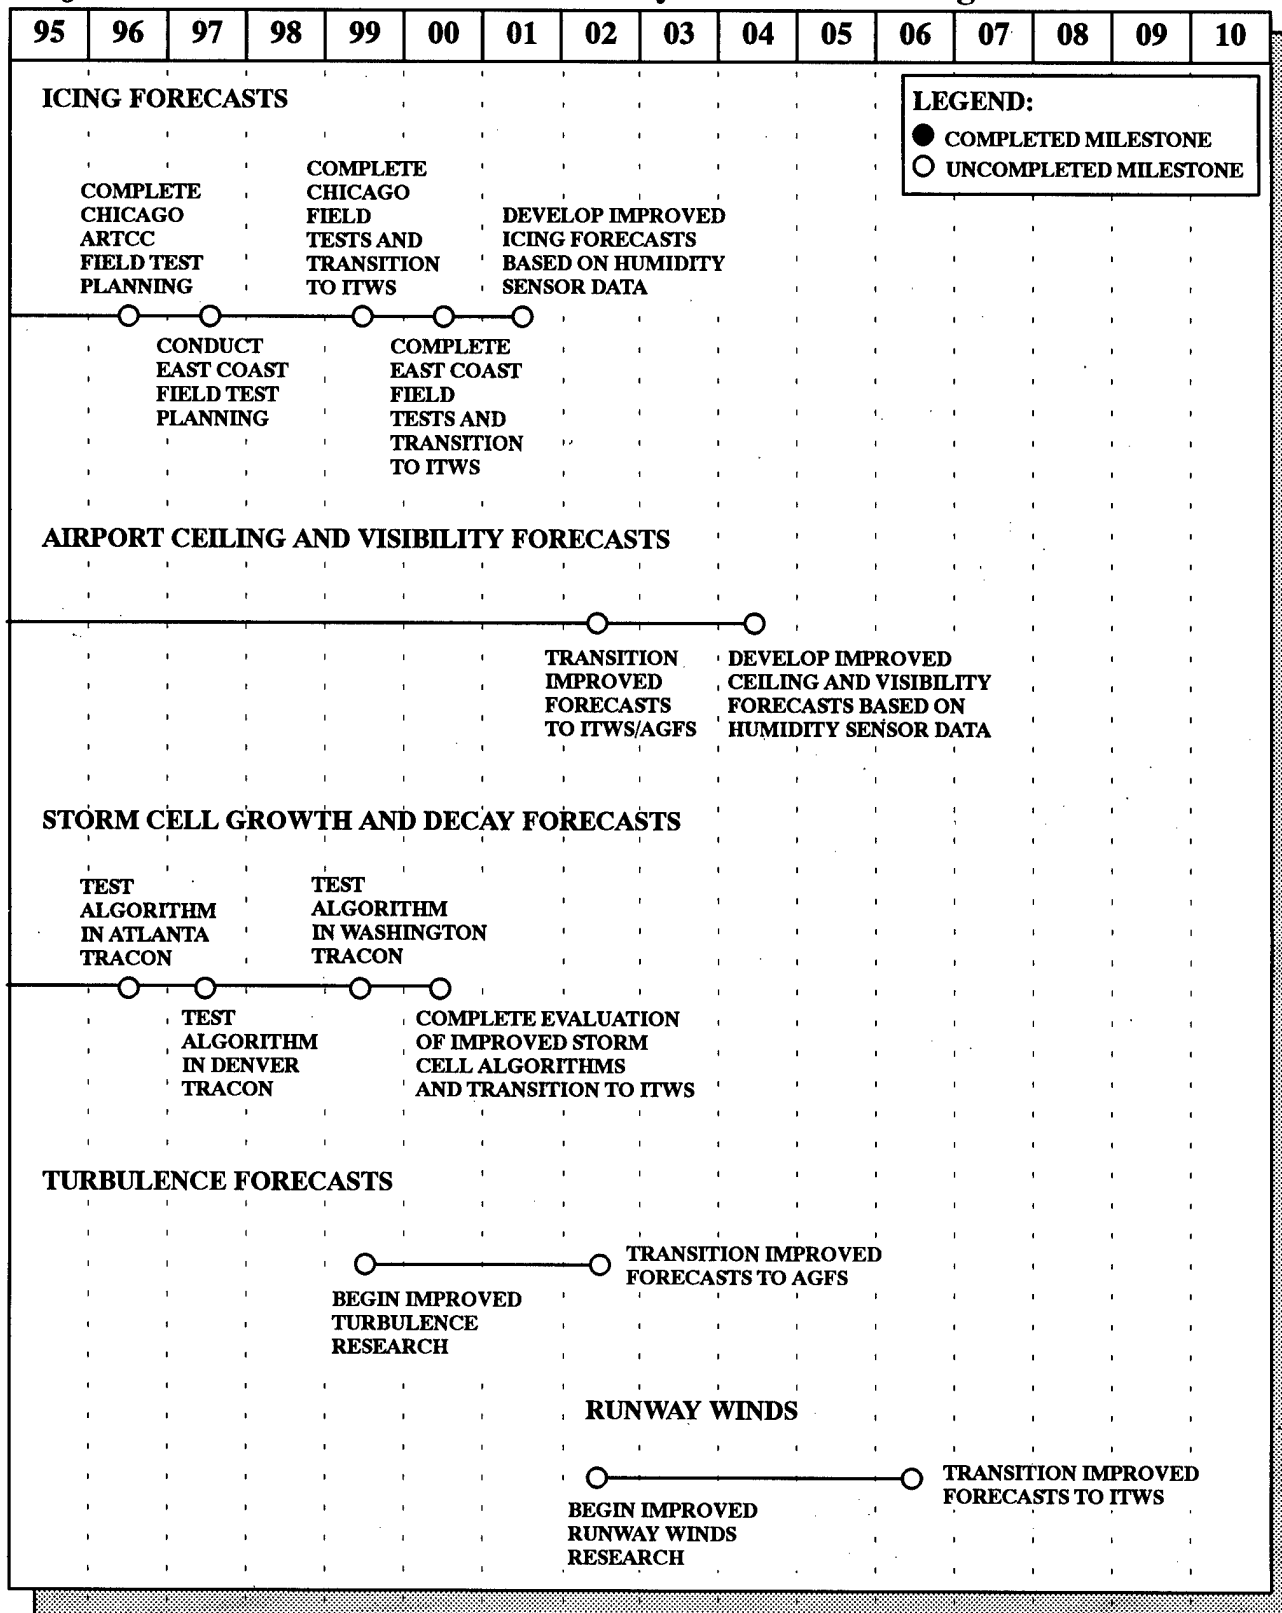 95 96 97 98 99 00 01 02 03 04 05 06 07 08 09 10
ICING FORECASTS
LEGEND:
COMPLETED MILESTONE
UNCOMPLETED MILESTONE
COMPLETE
CHICAGO
ARTCC
FIELD TEST
PLANNING
COMPLETE
CHICAGO
FIELD
TESTS AND
TRANSITION
TO ITWS
DEVELOP IMPROVED
ICING FORECASTS
BASED ON HUMIDITY
SENSOR DATA
CONDUCT
EAST COAST
FIELD TEST
PLANNING
COMPLETE
EAST COAST
FIELD
TESTS AND
TRANSITION
TO ITWS
AIRPORT CEILING AND VISIBILITY FORECASTS
TRANSITION
IMPROVED
FORECASTS
TO ITWS/AGFS
DEVELOP IMPROVED
CEILING AND VISIBILITY
FORECASTS BASED ON
HUMIDITY SENSOR DATA
STORM CELL GROWTH AND DECAY FORECASTS
TEST
ALGORITHM
IN ATLANTA
TRACON
TEST
ALGORITHM
IN WASHINGTON
TRACON
TEST
ALGORITHM
IN DENVER
TRACON
COMPLETE EVALUATION
OF IMPROVED STORM
CELL ALGORITHMS
AND TRANSITION TO ITWS
TURBULENCE FORECASTS
TRANSITION IMPROVED
FORECASTS TO AGFS
BEGIN IMPROVED
TURBULENCE
RESEARCH
RUNWAY WINDS
TRANSITION IMPROVED
FORECASTS TO ITWS
BEGIN IMPROVED
RUNWAY WINDS
RESEARCH